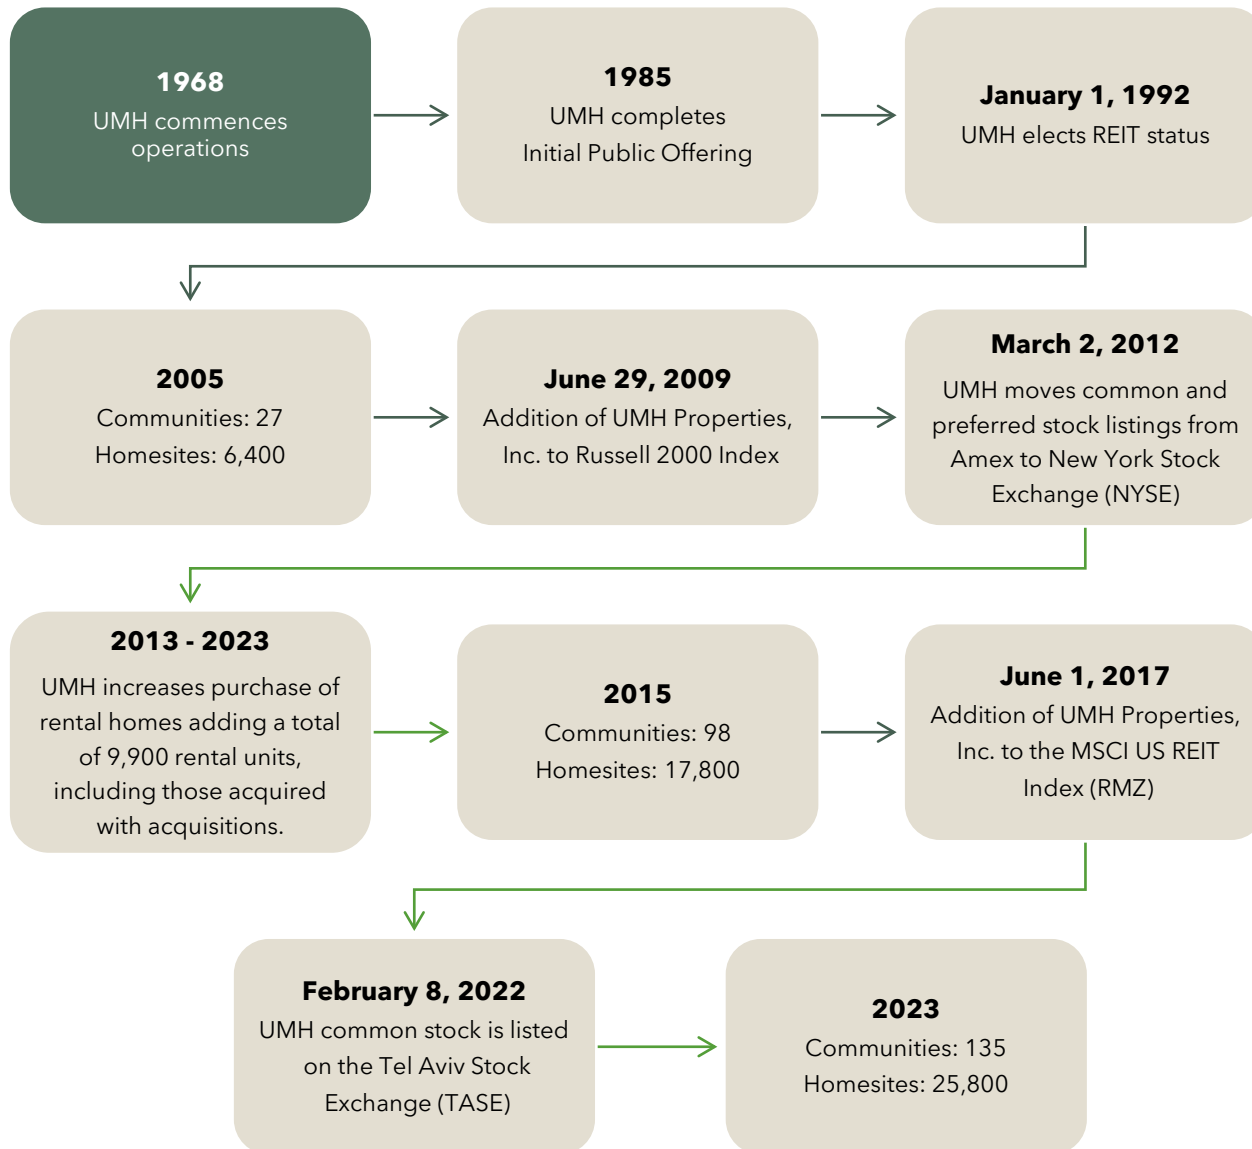 1968
UMH commences
operations
1985
UMH completes
Initial Public Offering
January 1, 1992
UMH elects REIT status
2005
Communities: 27
Homesites: 6,400
June 29, 2009
Addition of UMH Properties,
Inc. to Russell 2000 Index
March 2, 2012
UMH moves common and
preferred stock listings from
Amex to New York Stock
Exchange (NYSE)
2013 - 2023
UMH increases purchase of
rental homes adding a total
of 9,900 rental units,
including those acquired
with acquisitions.
2015
Communities: 98
Homesites: 17,800
June 1, 2017
Addition of UMH Properties,
Inc. to the MSCI US REIT
Index (RMZ)
February 8, 2022
UMH common stock is listed
on the Tel Aviv Stock
Exchange (TASE)
2023
Communities: 135
Homesites: 25,800